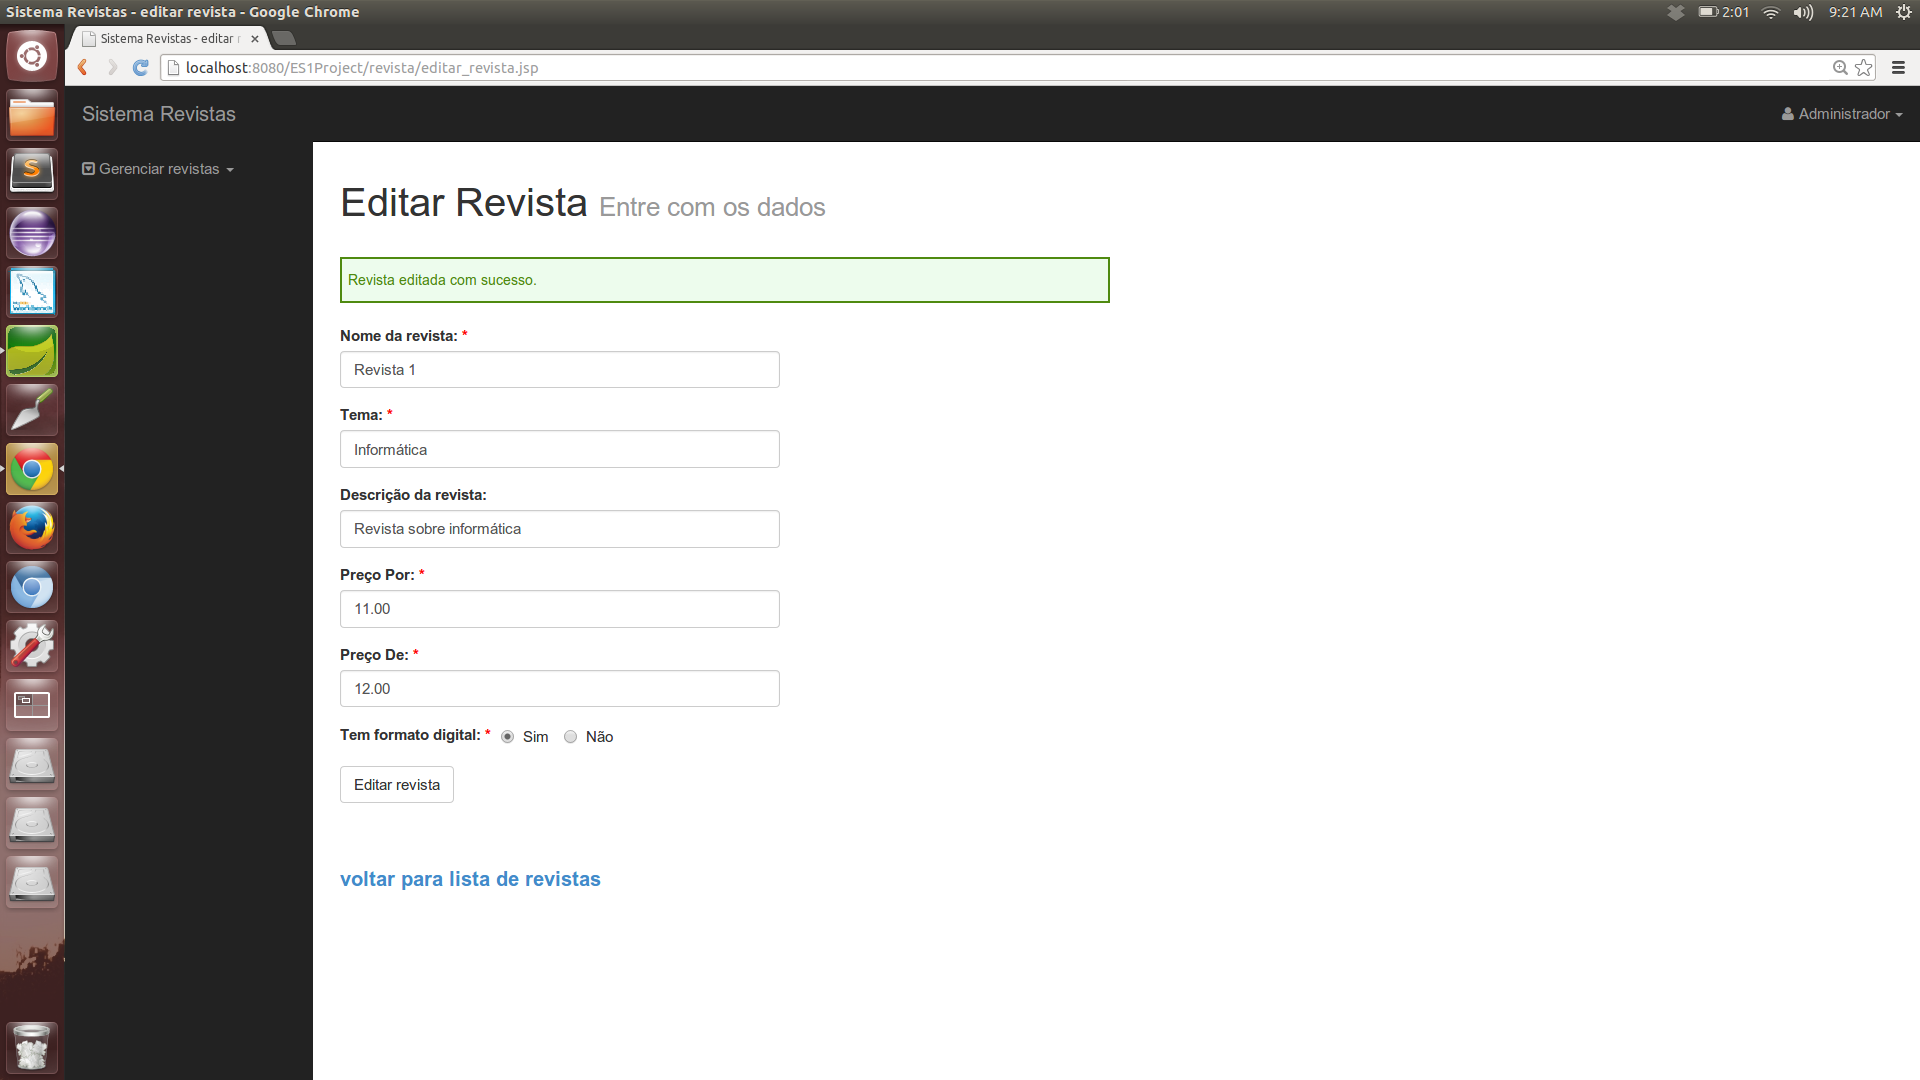 Sistema Revistas - editar revista - Google Chrome
2:01
9:21 AM
Sistema Revistas - editar r
localhost:8080/ES1Project/revista/editar_revista.jsp
Sistema Revistas
Administrador
Gerenciar revistas
Editar Revista Entre com os dados
Revista editada com sucesso.
Nome da revista: *
Revista 1
Tema: *
Informática
Descrição da revista:
Revista sobre informática
Preço Por: *
11.00
Preço De: *
12.00
Tem formato digital: * Sim Não
Editar revista
voltar para lista de revistas